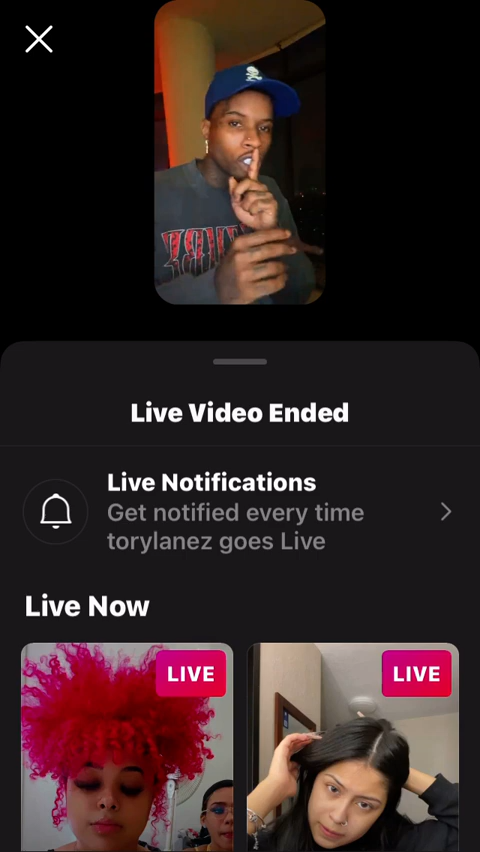 Live Video Ended
Live Notifications
Get notified every time
torylanez goes Live
Live Now
LIVE
LIVE